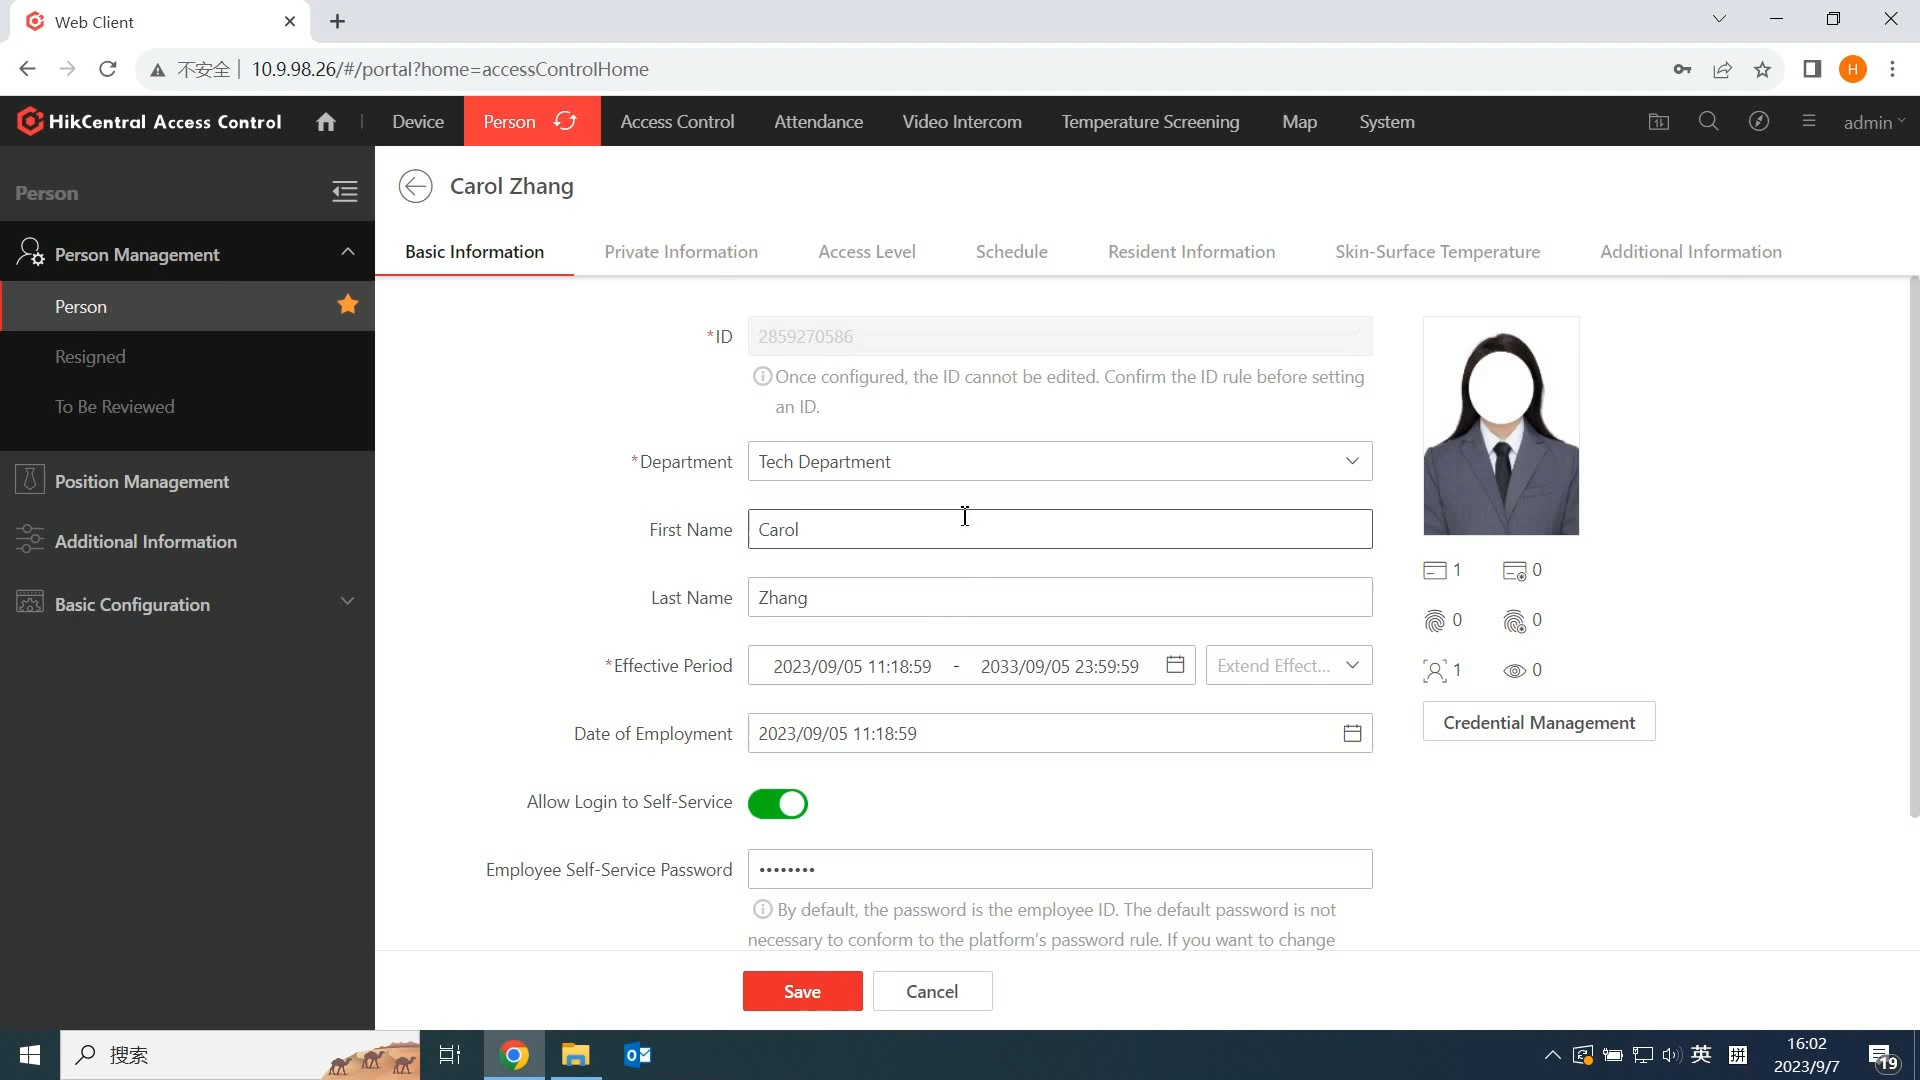 Web Client
不安全 | 10.9.98.26/#/portal?home=accessControlHome
H
HikCentral Access Control
Device
Person
Access Control
Attendance
Video Intercom
Temperature Screening
Map
System
admin
Person
Person Management
Person
Resigned
To Be Reviewed
Position Management
Additional Information
Basic Configuration
Carol Zhang
Basic Information
Private Information
Access Level
Schedule
Resident Information
Skin-Surface Temperature
Additional Information
*ID 2859270586
Once configured, the ID cannot be edited. Confirm the ID rule before setting
an ID.
*Department Tech Department
First Name Carol
Last Name Zhang
*Effective Period 2023/09/05 11:18:59 - 2033/09/05 23:59:59 Extend Effect...
Date of Employment 2023/09/05 11:18:59
Allow Login to Self-Service
Employee Self-Service Password ••••••••
By default, the password is the employee ID. The default password is not
necessary to conform to the platform's password rule. If you want to change
1 0
0 0
1 0
Credential Management
Save
Cancel
搜索
英
拼
16:02
2023/9/7
19